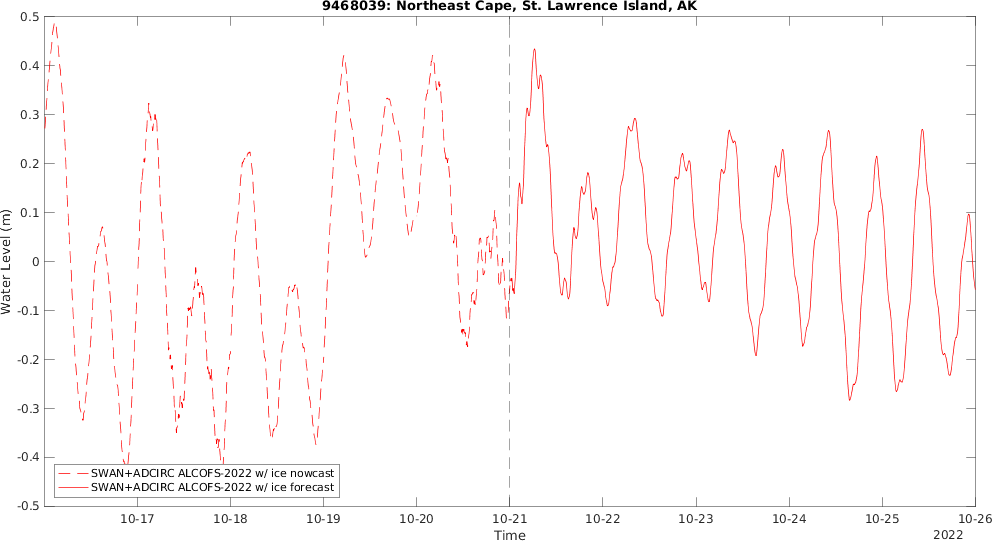 9468039: Northeast Cape, St. Lawrence Island, AK
0.5
0.4
0.3
0.2
0.1
0
-0.1
-0.2
-0.3
-0.4
-0.5
Water Level (m)
SWAN+ADCIRC ALCOFS-2022 w/ ice nowcast
SWAN+ADCIRC ALCOFS-2022 w/ ice forecast
10-17 10-18 10-19 10-20 10-21 10-22 10-23 10-24 10-25 10-26
Time
2022